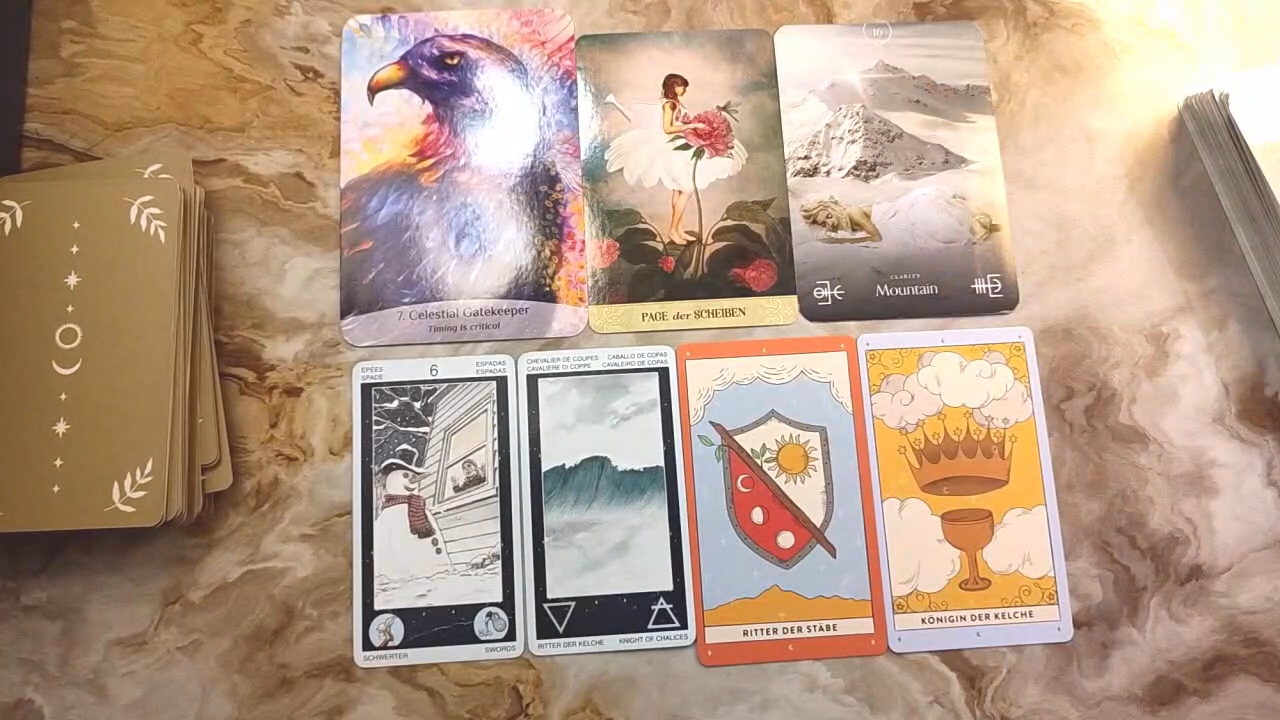 7. Celestial Gatekeeper
Timing is critical
PAGE der SCHEIBEN
16
CLARITY
Mountain
ÉPÉES
SPADE
6
ESPADAS
ESPADAS
SCHWERTER
SWORDS
CHEVALIER DE COUPES
CAVALIERE DI COPPE
CABALLO DE COPAS
CAVALEIRO DE COPAS
RITTER DER KELCHE
KNIGHT OF CHALICES
RITTER DER STÄBE
KÖNIGIN DER KELCHE